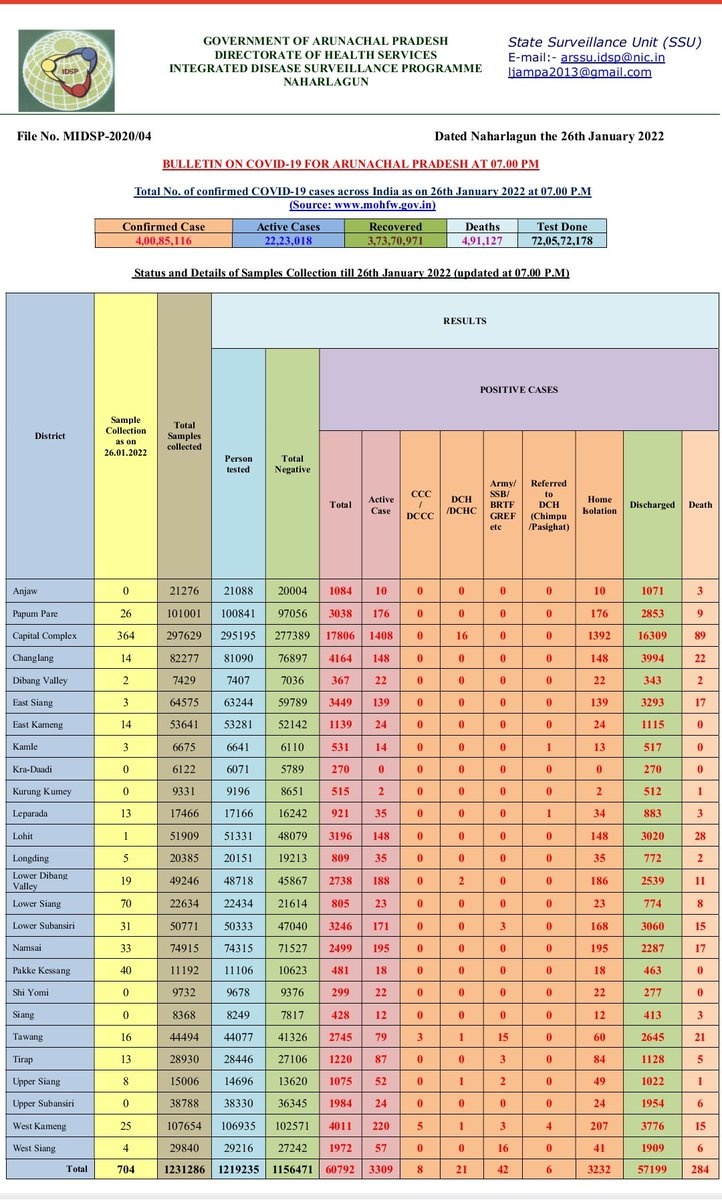 IDSP
GOVERNMENT OF ARUNACHAL PRADESH
DIRECTORATE OF HEALTH SERVICES
INTEGRATED DISEASE SURVEILLANCE PROGRAMME
NAHARLAGUN
State Surveillance Unit (SSU)
E-mail:- arssu.idsp@nic.in
ljampa2013@gmail.com
File No. MIDSP-2020/04 Dated Naharlagun the 26th January 2022
BULLETIN ON COVID-19 FOR ARUNACHAL PRADESH AT 07.00 PM
Total No. of confirmed COVID-19 cases across India as on 26th January 2022 at 07.00 P.M
(Source: www.mohfw.gov.in)
Confirmed Case Active Cases Recovered Deaths Test Done
4,00,85,116 22,23,018 3,73,70,971 4,91,127 72,05,72,178
Status and Details of Samples Collection till 26th January 2022 (updated at 07.00 P.M)
RESULTS
POSITIVE CASES
District
Sample
Collection
as on
26.01.2022
Total
Samples
collected
Person
tested
Total
Negative
Total
Active
Case
CCC
/
DCCC
DCH
/DCHC
Army/
SSB/
BRTF
GREF
etc
Referred
to
DCH
(Chimpu
/Pasighat)
Home
Isolation
Discharged
Death
Anjaw 0 21276 21088 20004 1084 10 0 0 0 0 10 1071 3
Papum Pare 26 101001 100841 97056 3038 176 0 0 0 0 176 2853 9
Capital Complex 364 297629 295195 277389 17806 1408 0 16 0 0 1392 16309 89
Changlang 14 82277 81090 76897 4164 148 0 0 0 0 148 3994 22
Dibang Valley 2 7429 7407 7036 367 22 0 0 0 0 22 343 2
East Siang 3 64575 63244 59789 3449 139 0 0 0 0 139 3293 17
East Kameng 14 53641 53281 52142 1139 24 0 0 0 0 24 1115 0
Kamle 3 6675 6641 6110 531 14 0 0 0 1 13 517 0
Kra-Daadi 0 6122 6071 5789 270 0 0 0 0 0 0 270 0
Kurung Kumey 0 9331 9196 8651 515 2 0 0 0 0 2 512 1
Leparada 13 17466 17166 16242 921 35 0 0 0 1 34 883 3
Lohit 1 51909 51331 48079 3196 148 0 0 0 0 148 3020 28
Longding 5 20385 20151 19213 809 35 0 0 0 0 35 772 2
Lower Dibang
Valley 19 49246 48718 45867 2738 188 0 2 0 0 186 2539 11
Lower Siang 70 22634 22434 21614 805 23 0 0 0 0 23 774 8
Lower Subansiri 31 50771 50333 47040 3246 171 0 0 3 0 168 3060 15
Namsai 33 74915 74315 71527 2499 195 0 0 0 0 195 2287 17
Pakke Kessang 40 11192 11106 10623 481 18 0 0 0 0 18 463 0
Shi Yomi 0 9732 9678 9376 299 22 0 0 0 0 22 277 0
Siang 0 8368 8249 7817 428 12 0 0 0 0 12 413 3
Tawang 16 44494 44077 41326 2745 79 3 1 15 0 60 2645 21
Tirap 13 28930 28446 27106 1220 87 0 0 3 0 84 1128 5
Upper Siang 8 15006 14696 13620 1075 52 0 1 2 0 49 1022 1
Upper Subansiri 0 38788 38330 36345 1984 24 0 0 0 0 24 1954 6
West Kameng 25 107654 106935 102571 4011 220 5 1 3 4 207 3776 15
West Siang 4 29840 29216 27242 1972 57 0 0 16 0 41 1909 6
Total 704 1231286 1219235 1156471 60792 3309 8 21 42 6 3232 57199 284